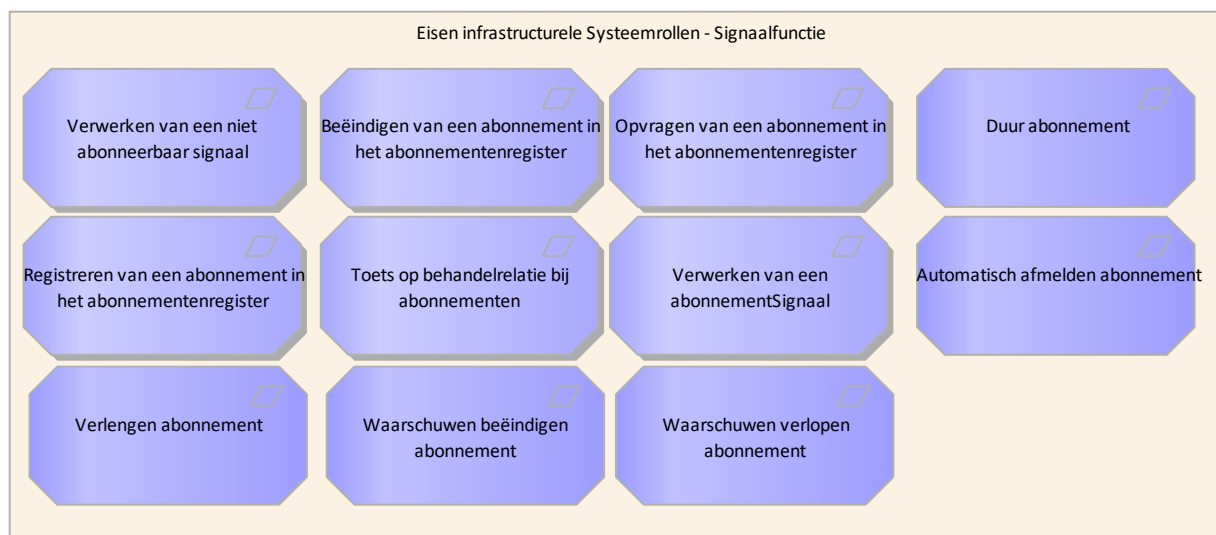 Eisen infrastructurele Systeemrollen - Signaalfunctie
Verwerken van een niet
abonneerbaar signaal
Beëindigen van een abonnement in
het abonnementenregister
Opvragen van een abonnement in
het abonnementenregister
Duur abonnement
Registreren van een abonnement in
het abonnementenregister
Toets op behandelrelatie bij
abonnementen
Verwerken van een
abonnementSignaal
Automatisch afmelden abonnement
Verlengen abonnement
Waarschuwen beëindigen
abonnement
Waarschuwen verlopen
abonnement